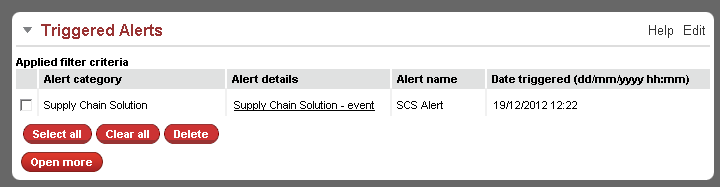 Triggered Alerts Help Edit
Applied filter criteria
Alert category Alert details Alert name Date triggered (dd/mm/yyyy hh:mm)
Supply Chain Solution Supply Chain Solution - event SCS Alert 19/12/2012 12:22
Select all Clear all Delete
Open more